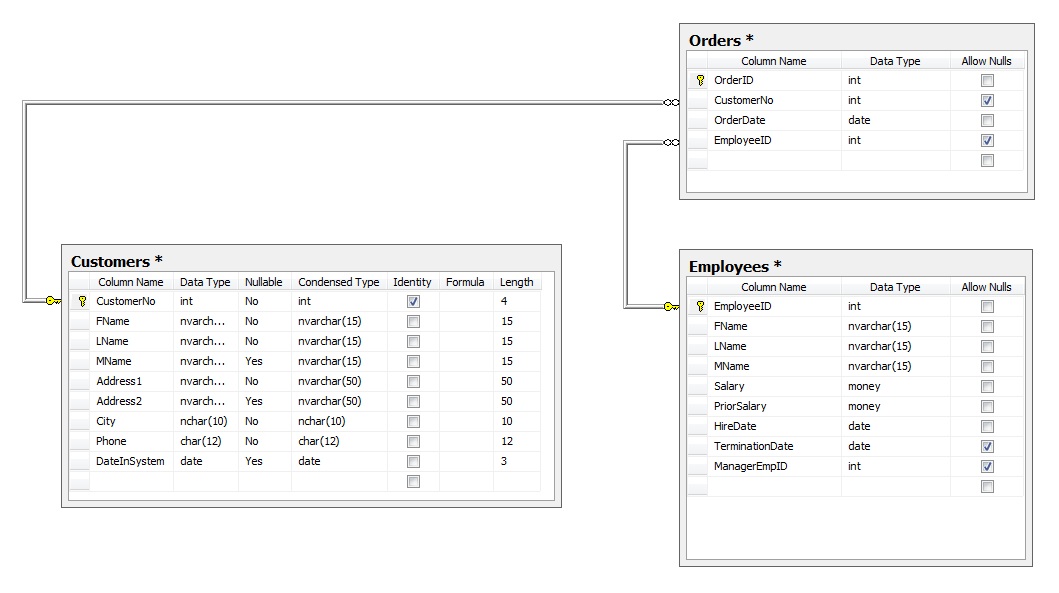 Orders *
Column Name Data Type Allow Nulls
OrderID int
CustomerNo int
OrderDate date
EmployeeID int
Customers *
Column Name Data Type Nullable Condensed Type Identity Formula Length
CustomerNo int No int 4
FName nvarch... No nvarchar(15) 15
LName nvarch... No nvarchar(15) 15
MName nvarch... Yes nvarchar(15) 15
Address1 nvarch... No nvarchar(50) 50
Address2 nvarch... Yes nvarchar(50) 50
City nchar(10) No nchar(10) 10
Phone char(12) No char(12) 12
DateInSystem date Yes date 3
Employees *
Column Name Data Type Allow Nulls
EmployeeID int
FName nvarchar(15)
LName nvarchar(15)
MName nvarchar(15)
Salary money
PriorSalary money
HireDate date
TerminationDate date
ManagerEmpID int